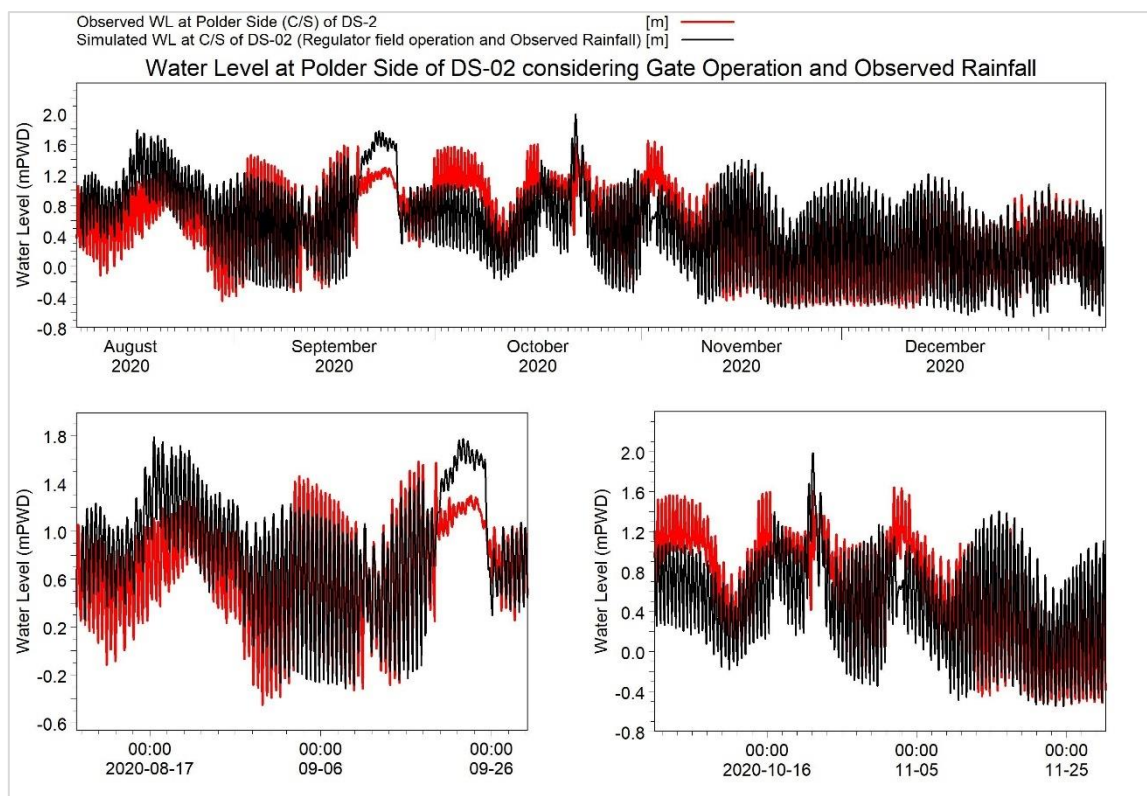 Observed WL at Polder Side (C/S) of DS-2 [m]
Simulated WL at C/S of DS-02 (Regulator field operation and Observed Rainfall) [m]
Water Level at Polder Side of DS-02 considering Gate Operation and Observed Rainfall
Water Level (mPWD)
2.0
1.6
1.2
0.8
0.4
0.0
-0.4
-0.8
August September October November December
2020 2020 2020 2020 2020
Water Level (mPWD)
1.8
1.4
1.0
0.6
0.2
-0.2
-0.6
00:00 00:00 00:00
2020-08-17 09-06 09-26
Water Level (mPWD)
2.0
1.6
1.2
0.8
0.4
0.0
-0.4
-0.8
00:00 00:00 00:00
2020-10-16 11-05 11-25